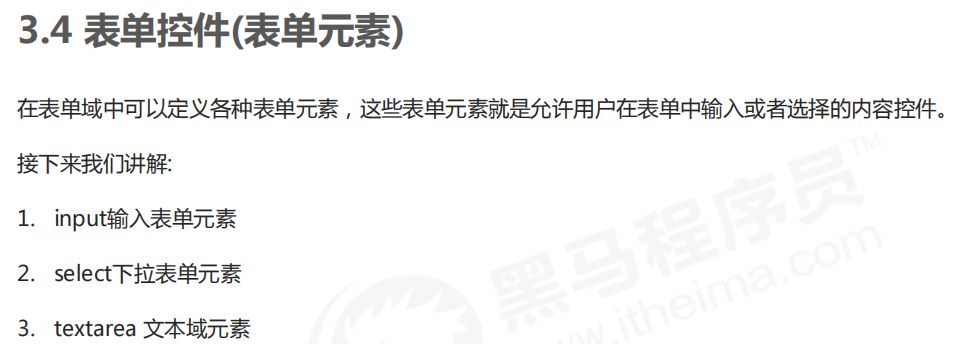 3.4 表单控件(表单元素)
在表单域中可以定义各种表单元素，这些表单元素就是允许用户在表单中输入或者选择的内容控件。
接下来我们讲解:
1. input输入表单元素
2. select下拉表单元素
3. textarea 文本域元素
黑马程序员™
www.itheima.com